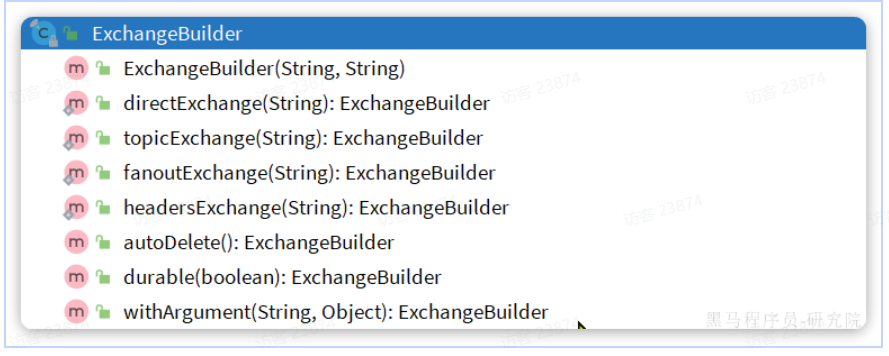 ExchangeBuilder
ExchangeBuilder(String, String)
directExchange(String): ExchangeBuilder
topicExchange(String): ExchangeBuilder
fanoutExchange(String): ExchangeBuilder
headersExchange(String): ExchangeBuilder
autoDelete(): ExchangeBuilder
durable(boolean): ExchangeBuilder
withArgument(String, Object): ExchangeBuilder
黑马程序员-研究院
访客 23874
访客 23874
访客 23874